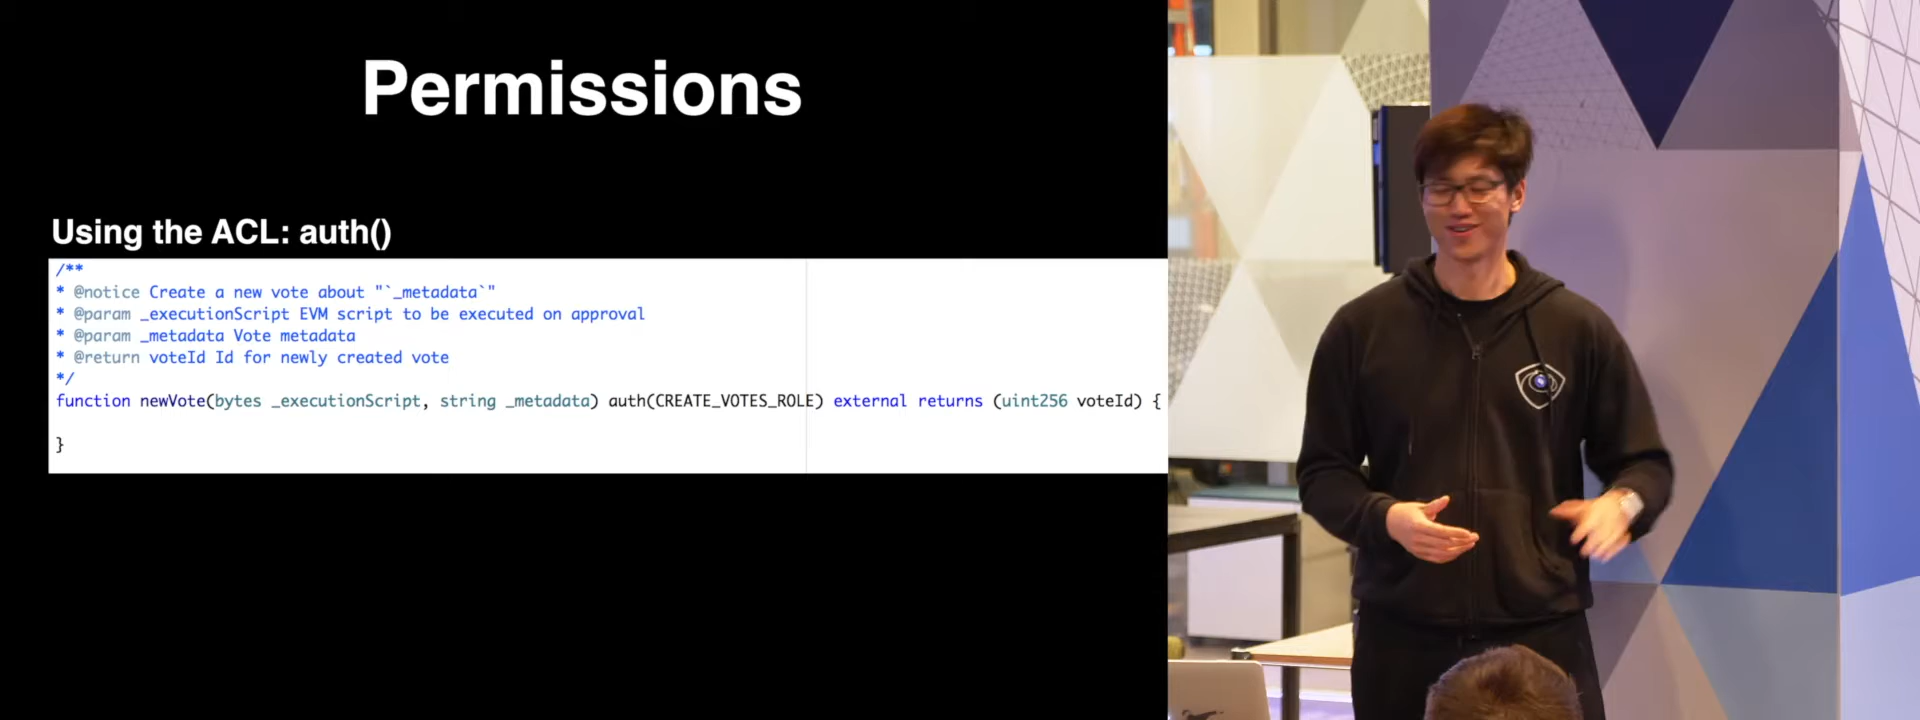 Permissions
Using the ACL: auth()
/**
* @notice Create a new vote about "`_metadata`"
* @param _executionScript EVM script to be executed on approval
* @param _metadata Vote metadata
* @return voteId Id for newly created vote
*/
function newVote(bytes _executionScript, string _metadata) auth(CREATE_VOTES_ROLE) external returns (uint256 voteId) {
}